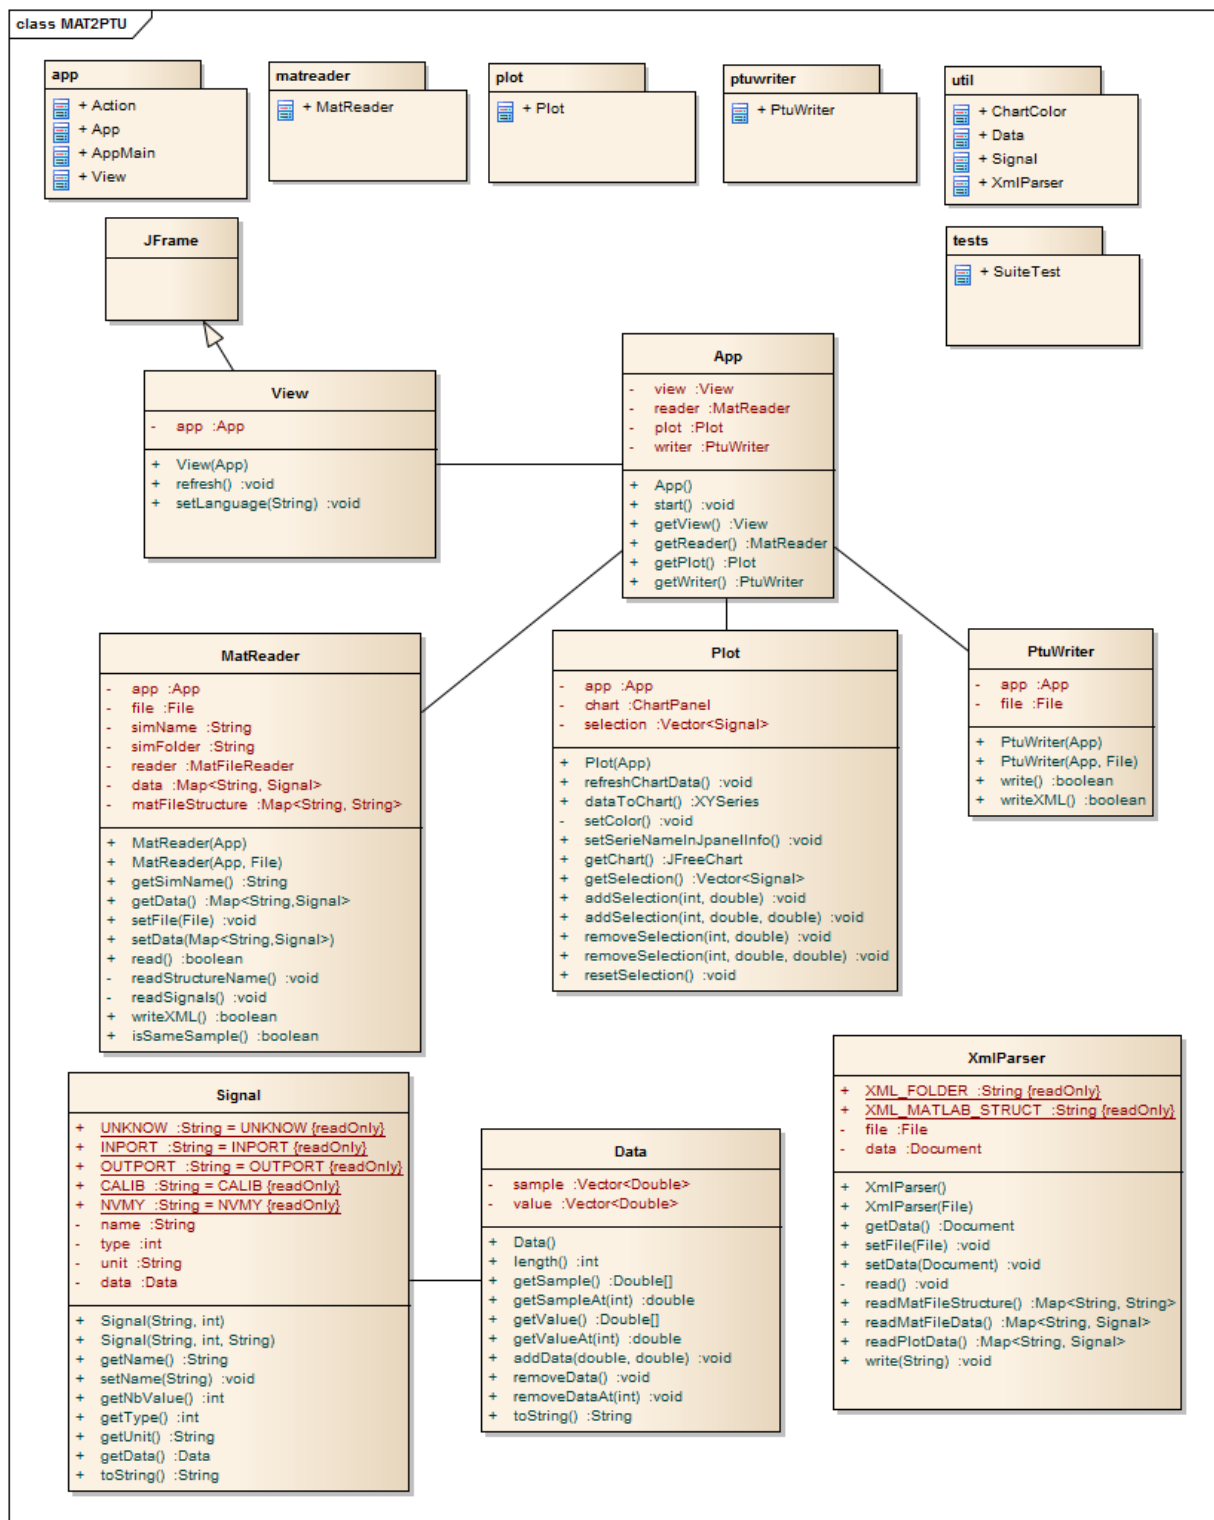 class MAT2PTU
app
+ Action
+ App
+ AppMain
+ View
matreader
+ MatReader
plot
+ Plot
ptuwriter
+ PtuWriter
util
+ ChartColor
+ Data
+ Signal
+ XmlParser
tests
+ SuiteTest
JFrame
View
- app :App
+ View(App)
+ refresh() :void
+ setLanguage(String) :void
App
- view :View
- reader :MatReader
- plot :Plot
- writer :PtuWriter
+ App()
+ start() :void
+ getView() :View
+ getReader() :MatReader
+ getPlot() :Plot
+ getWriter() :PtuWriter
MatReader
- app :App
- file :File
- simName :String
- simFolder :String
- reader :MatFileReader
- data :Map<String, Signal>
- matFileStructure :Map<String, String>
+ MatReader(App)
+ MatReader(App, File)
+ getSimName() :String
+ getData() :Map<String,Signal>
+ setFile(File) :void
+ setData(Map<String,Signal>)
+ read() :boolean
- readStructureName() :void
- readSignals() :void
+ writeXML() :boolean
+ isSameSample() :boolean
Plot
- app :App
- chart :ChartPanel
- selection :Vector<Signal>
+ Plot(App)
+ refreshChartData() :void
+ dataToChart() :XYSeries
- setColor() :void
+ setSerieNameInJpanelInfo() :void
+ getChart() :JFreeChart
+ getSelection() :Vector<Signal>
+ addSelection(int, double) :void
+ addSelection(int, double, double) :void
+ removeSelection(int, double) :void
+ removeSelection(int, double, double) :void
+ resetSelection() :void
PtuWriter
- app :App
- file :File
+ PtuWriter(App)
+ PtuWriter(App, File)
+ write() :boolean
+ writeXML() :boolean
Signal
+ UNKNOW :String = UNKNOW {readOnly}
+ INPORT :String = INPORT {readOnly}
+ OUTPORT :String = OUTPORT {readOnly}
+ CALIB :String = CALIB {readOnly}
+ NVMY :String = NVMY {readOnly}
- name :String
- type :int
- unit :String
- data :Data
+ Signal(String, int)
+ Signal(String, int, String)
+ getName() :String
+ setName(String) :void
+ getNbValue() :int
+ getType() :int
+ getUnit() :String
+ getData() :Data
+ toString() :String
Data
- sample :Vector<Double>
- value :Vector<Double>
+ Data()
+ length() :int
+ getSample() :Double[]
+ getSampleAt(int) :double
+ getValue() :Double[]
+ getValueAt(int) :double
+ addData(double, double) :void
+ removeData() :void
+ removeDataAt(int) :void
+ toString() :String
XmlParser
+ XML_FOLDER :String {readOnly}
+ XML_MATLAB_STRUCT :String {readOnly}
- file :File
- data :Document
+ XmlParser()
+ XmlParser(File)
+ getData() :Document
+ setFile(File) :void
+ setData(Document) :void
- read() :void
+ readMatFileStructure() :Map<String, String>
+ readMatFileData() :Map<String, Signal>
+ readPlotData() :Map<String, Signal>
+ write(String) :void